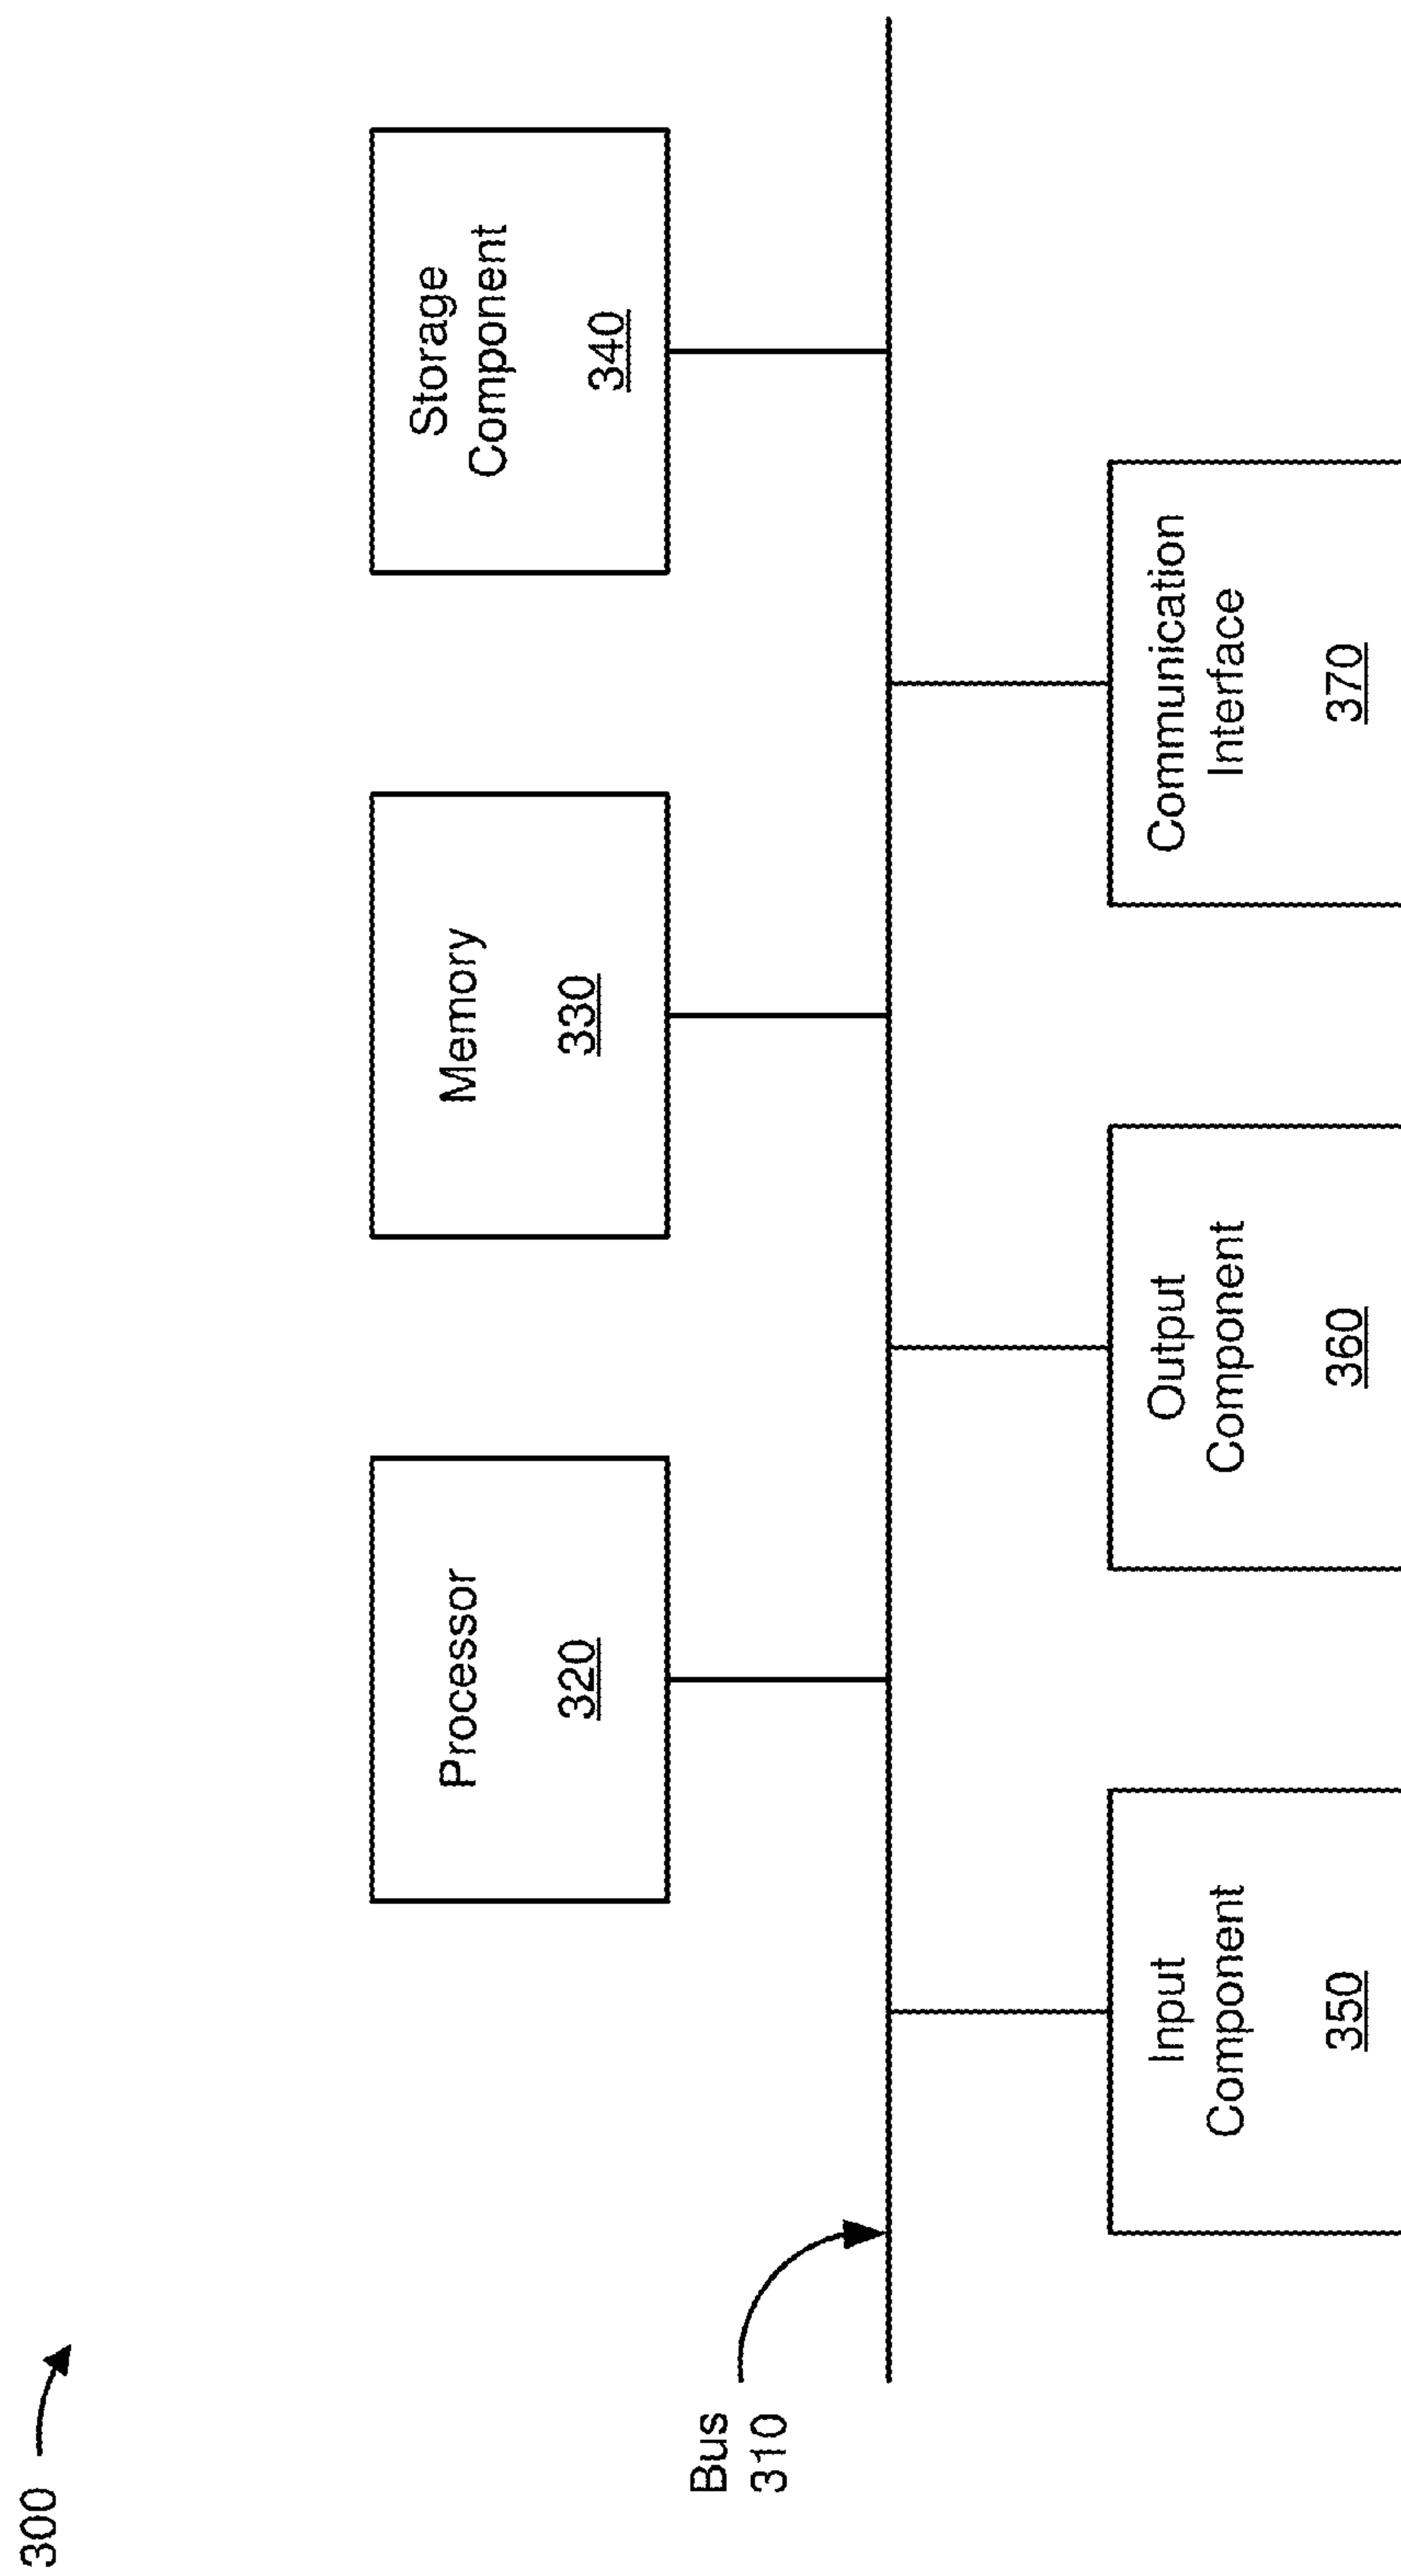 300
Bus
310
Processor
320
Memory
330
Storage
Component
340
Input
Component
350
Output
Component
360
Communication
Interface
370